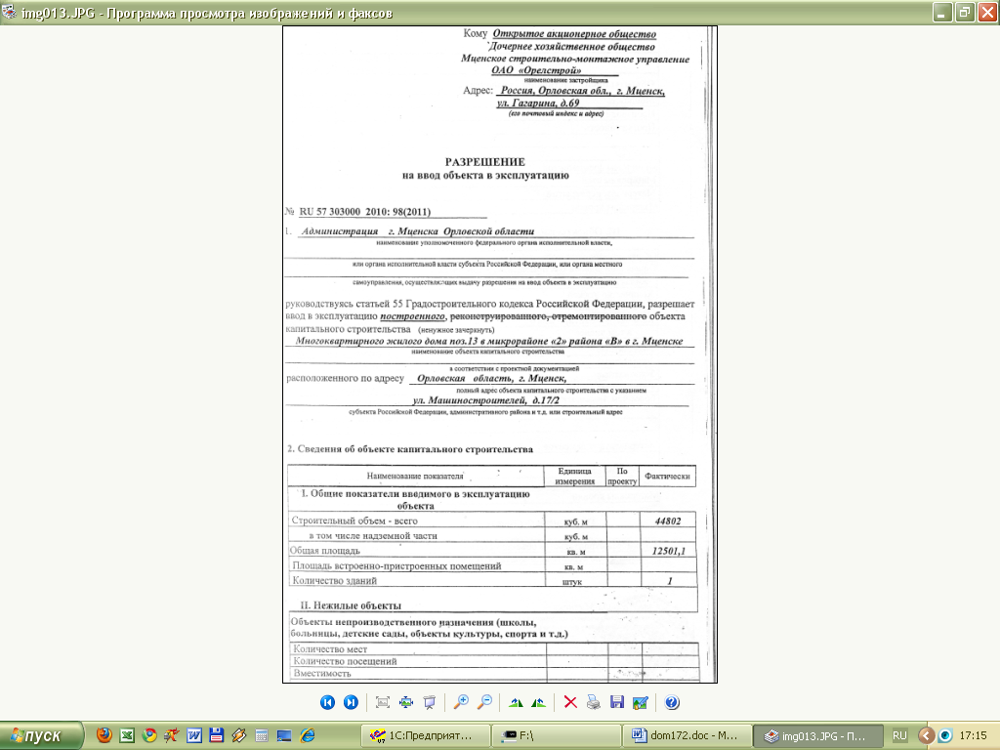 img013.JPG - Программа просмотра изображений и факсов
Кому Открытое акционерное общество
Дочернее хозяйственное общество
Мценское строительно-монтажное управление
ОАО «Орелстрой»
наименование застройщика
Адрес: Россия, Орловская обл., г. Мценск,
ул. Гагарина, д.69
(его почтовый индекс и адрес)
РАЗРЕШЕНИЕ
на ввод объекта в эксплуатацию
№ RU 57 303000 2010: 98(2011)
1. Администрация г. Мценска Орловской области
наименование уполномоченного федерального органа исполнительной власти,
или органа исполнительной власти субъекта Российской Федерации, или органа местного
самоуправления, осуществляющих выдачу разрешения на ввод объекта в эксплуатацию
руководствуясь статьей 55 Градостроительного кодекса Российской Федерации, разрешает
ввод в эксплуатацию построенного, реконструированного, отремонтированного объекта
капитального строительства (ненужное зачеркнуть)
Многоквартирного жилого дома поз.13 в микрорайоне «2» района «В» в г. Мценске
наименование объекта капитального строительства
в соответствии с проектной документацией
расположенного по адресу Орловская область, г. Мценск,
полный адрес объекта капитального строительства с указанием
ул. Машиностроителей, д.17/2
субъекта Российской Федерации, административного района и т.д. или строительный адрес
2. Сведения об объекте капитального строительства
Наименование показателя Единица измерения По проекту Фактически
I. Общие показатели вводимого в эксплуатацию
объекта
Строительный объем - всего куб. м 44802
в том числе надземной части куб. м
Общая площадь кв. м 12501,1
Площадь встроенно-пристроенных помещений кв. м
Количество зданий штук 1
II. Нежилые объекты
Объекты непроизводственного назначения (школы,
больницы, детские сады, объекты культуры, спорта и т.д.)
Количество мест
Количество посещений
Вместимость
пуск
1С:Предприят...
F:\
dom172.doc - М...
img013.JPG - П...
RU
17:15